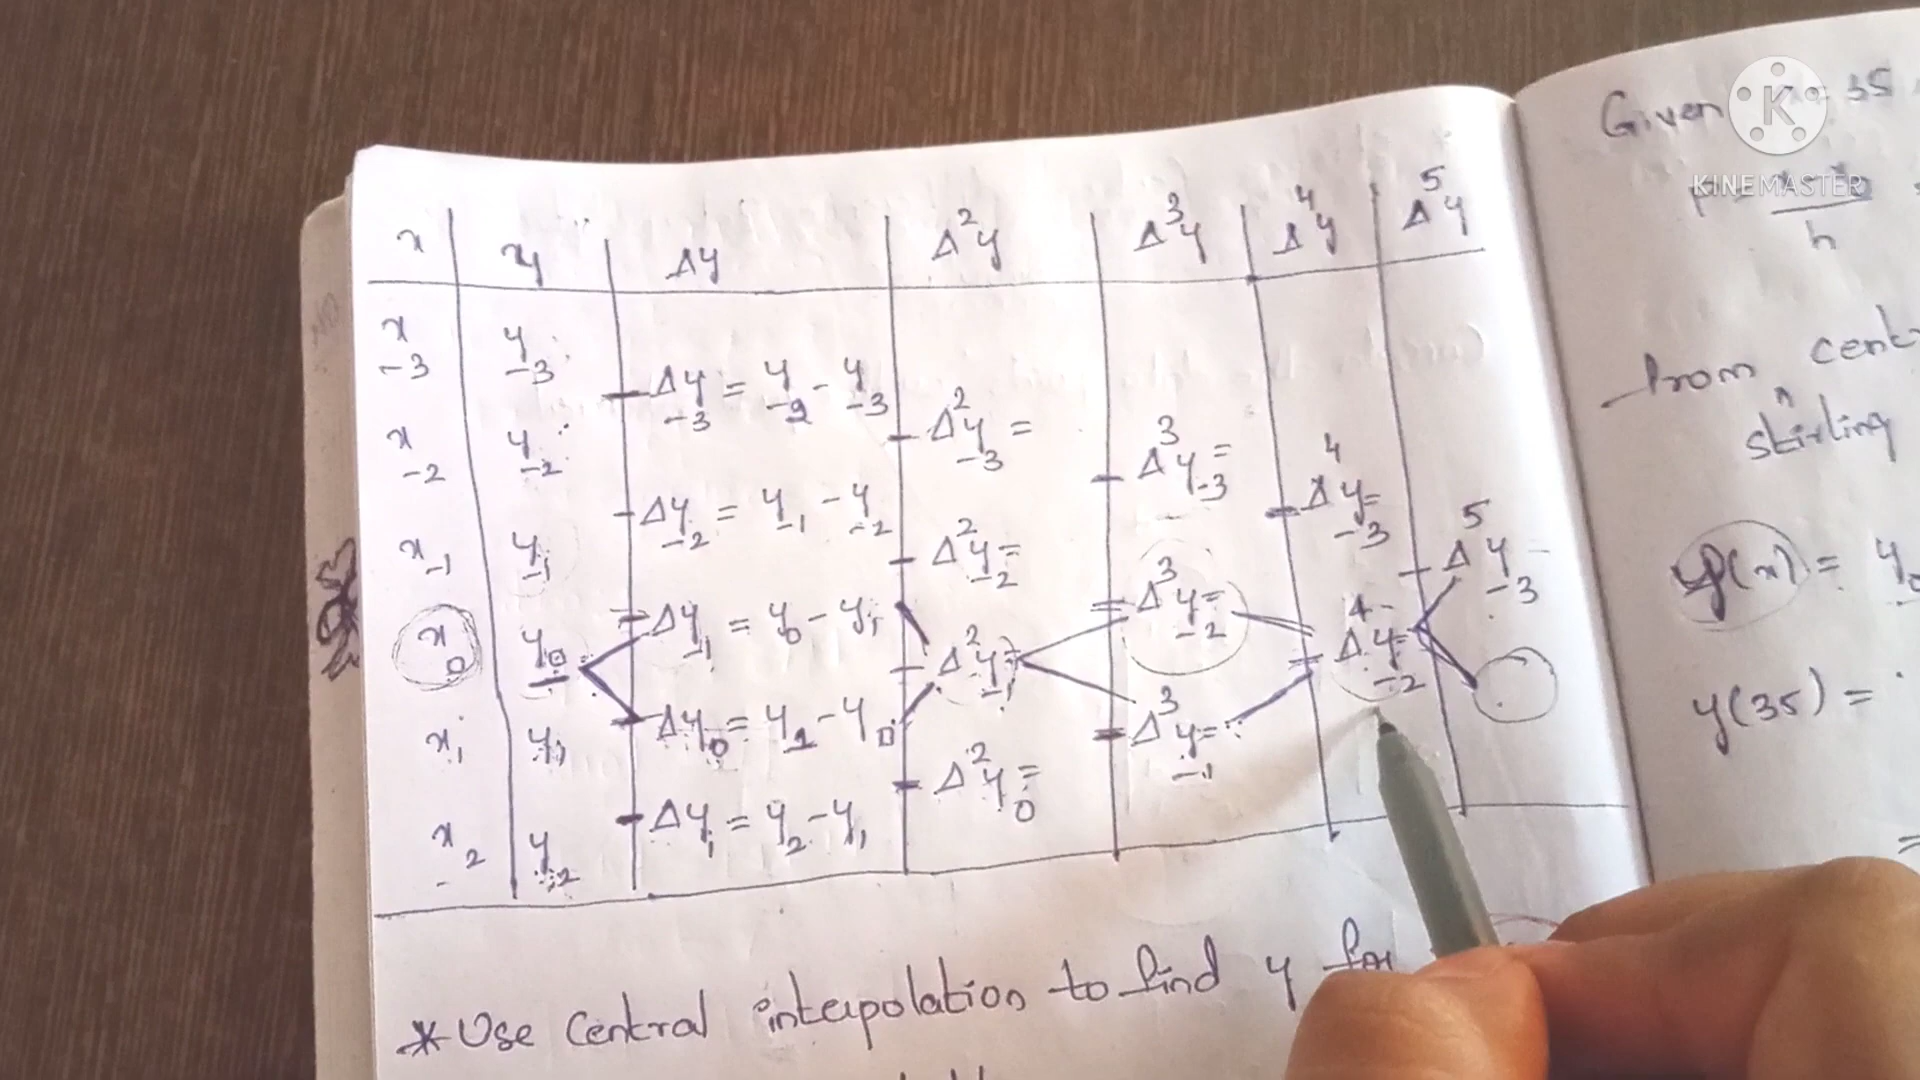 x y Δy Δ²y Δ³y Δ⁴y Δ⁵y
x₋₃ y₋₃
Δy₋₃ = y₋₂ - y₋₃
x₋₂ y₋₂ Δ²y₋₃ =
Δy₋₂ = y₋₁ - y₋₂ Δ³y₋₃ =
x₋₁ y₋₁ Δ²y₋₂ = Δ⁴y₋₃ =
Δy₋₁ = y₀ - y₋₁ Δ³y₋₂ = Δ⁵y₋₃ =
x₀ y₀ Δ²y₋₁ = Δ⁴y₋₂ =
Δy₀ = y₁ - y₀ Δ³y₋₁ =
x₁ y₁ Δ²y₀ =
Δy₁ = y₂ - y₁
x₂ y₂
* Use Central interpolation to find y for
Given 35
h
from
stirling
y(x) = y₀
y(35) =
=
KINEMASTER